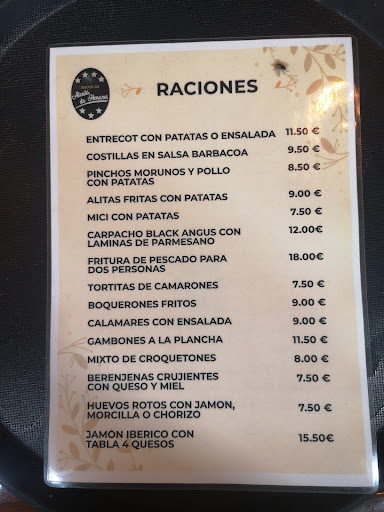 RACIONES
ENTRECOT CON PATATAS O ENSALADA 11.50 €
COSTILLAS EN SALSA BARBACOA 9.50 €
PINCHOS MORUNOS Y POLLO 8.50 €
CON PATATAS
ALITAS FRITAS CON PATATAS 9.00 €
MICI CON PATATAS 7.50 €
CARPACHO BLACK ANGUS CON 12.00€
LAMINAS DE PARMESANO
FRITURA DE PESCADO PARA 18.00€
DOS PERSONAS
TORTITAS DE CAMARONES 7.50 €
BOQUERONES FRITOS 9.00 €
CALAMARES CON ENSALADA 9.00 €
GAMBONES A LA PLANCHA 11.50 €
MIXTO DE CROQUETONES 8.00 €
BERENJENAS CRUJIENTES 7.50 €
CON QUESO Y MIEL
HUEVOS ROTOS CON JAMON, 7.50 €
MORCILLA O CHORIZO
JAMON IBERICO CON 15.50€
TABLA 4 QUESOS